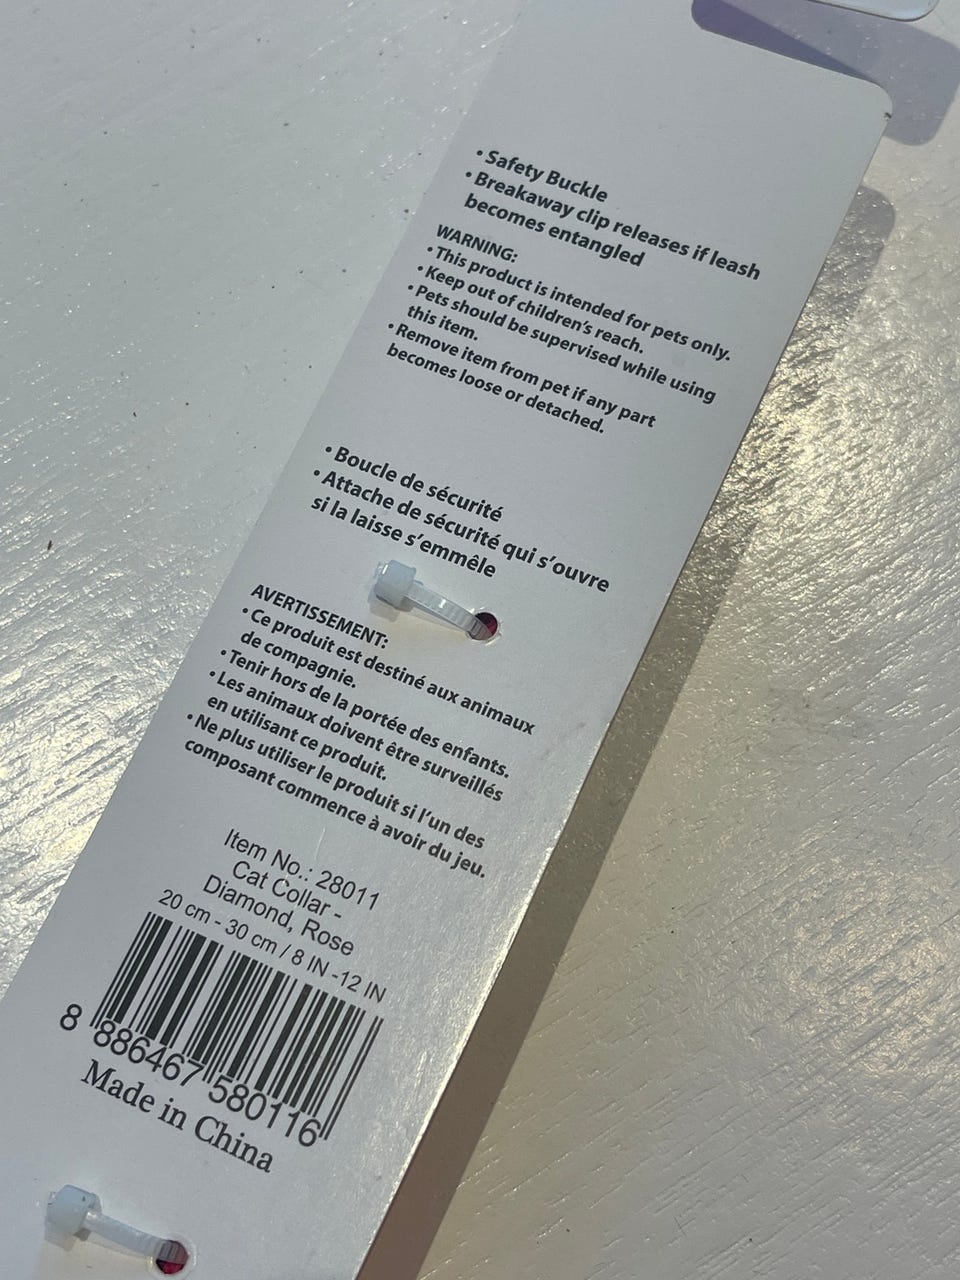 • Safety Buckle
• Breakaway clip releases if leash
becomes entangled
WARNING:
• This product is intended for pets only.
• Keep out of children's reach.
• Pets should be supervised while using
this item.
• Remove item from pet if any part
becomes loose or detached.
• Boucle de sécurité
• Attache de sécurité qui s'ouvre
si la laisse s'emmêle
AVERTISSEMENT:
• Ce produit est destiné aux animaux
de compagnie.
• Tenir hors de la portée des enfants.
• Les animaux doivent être surveillés
en utilisant ce produit.
• Ne plus utiliser le produit si l'un des
composant commence à avoir du jeu.
Item No.: 28011
Cat Collar -
Diamond, Rose
20 cm - 30 cm / 8 IN -12 IN
8 886467 580116
Made in China